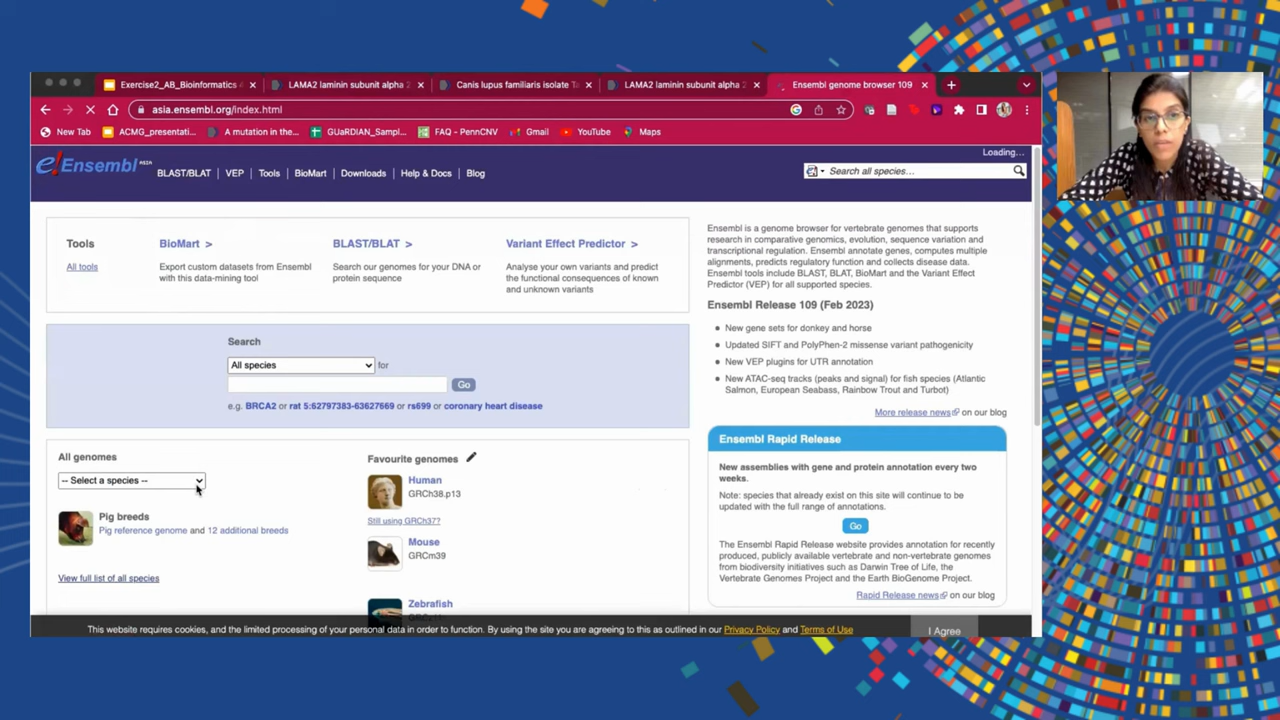 Exercise2_AB_Bioinformatics
LAMA2 laminin subunit alpha 2
Canis lupus familiaris isolate Ta
LAMA2 laminin subunit alpha 2
Ensembl genome browser 109
asia.ensembl.org/index.html
New Tab
ACMG_presentati...
A mutation in the...
GUaRDIAN_Sampl...
FAQ - PennCNV
Gmail
YouTube
Maps
Loading...
e!Ensembl ASIA
BLAST/BLAT | VEP | Tools | BioMart | Downloads | Help & Docs | Blog
Search all species...
Tools
All tools
BioMart >
Export custom datasets from Ensembl
with this data-mining tool
BLAST/BLAT >
Search our genomes for your DNA or
protein sequence
Variant Effect Predictor >
Analyse your own variants and predict
the functional consequences of known
and unknown variants
Search
All species for
Go
e.g. BRCA2 or rat 5:62797383-63627669 or rs699 or coronary heart disease
All genomes
-- Select a species --
Pig breeds
Pig reference genome and 12 additional breeds
View full list of all species
Favourite genomes
Human
GRCh38.p13
Still using GRCh37?
Mouse
GRCm39
Zebrafish
Ensembl is a genome browser for vertebrate genomes that supports
research in comparative genomics, evolution, sequence variation and
transcriptional regulation. Ensembl annotate genes, computes multiple
alignments, predicts regulatory function and collects disease data.
Ensembl tools include BLAST, BLAT, BioMart and the Variant Effect
Predictor (VEP) for all supported species.
Ensembl Release 109 (Feb 2023)
New gene sets for donkey and horse
Updated SIFT and PolyPhen-2 missense variant pathogenicity
New VEP plugins for UTR annotation
New ATAC-seq tracks (peaks and signal) for fish species (Atlantic
Salmon, European Seabass, Rainbow Trout and Turbot)
More release news on our blog
Ensembl Rapid Release
New assemblies with gene and protein annotation every two
weeks.
Note: species that already exist on this site will continue to be
updated with the full range of annotations.
Go
The Ensembl Rapid Release website provides annotation for recently
produced, publicly available vertebrate and non-vertebrate genomes
from biodiversity initiatives such as Darwin Tree of Life, the
Vertebrate Genomes Project and the Earth BioGenome Project.
Rapid Release news on our blog
This website requires cookies, and the limited processing of your personal data in order to function. By using the site you are agreeing to this as outlined in our Privacy Policy and Terms of Use
I Agree